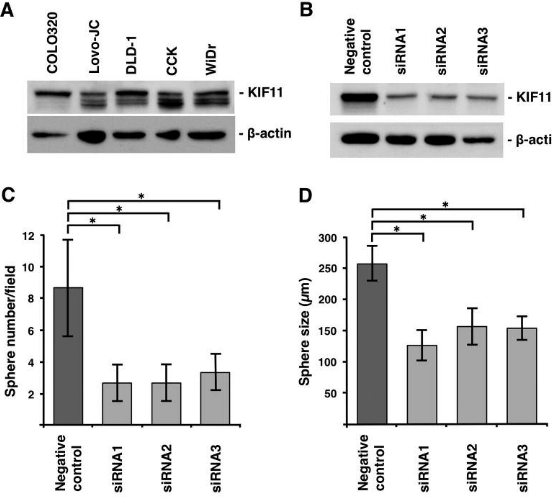 A
COLO320
Lovo-JC
DLD-1
CCK
WiDr
- KIF11
- β-actin
B
Negative
control
siRNA1
siRNA2
siRNA3
- KIF11
- β-acti
C
*
*
*
Sphere number/field
12
10
8
6
4
2
Negative
control
siRNA1
siRNA2
siRNA3
D
*
*
*
Sphere size (μm)
300
250
200
150
100
50
Negative
control
siRNA1
siRNA2
siRNA3